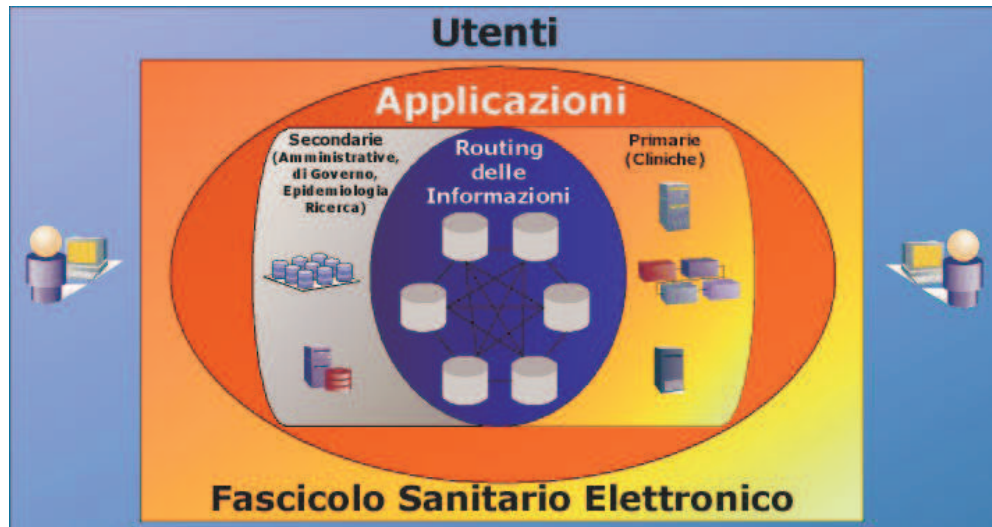 Utenti
Applicazioni
Secondarie
(Amministrative,
di Governo,
Epidemiologia
Ricerca)
Routing
delle
Informazioni
Primarie
(Cliniche)
Fascicolo Sanitario Elettronico